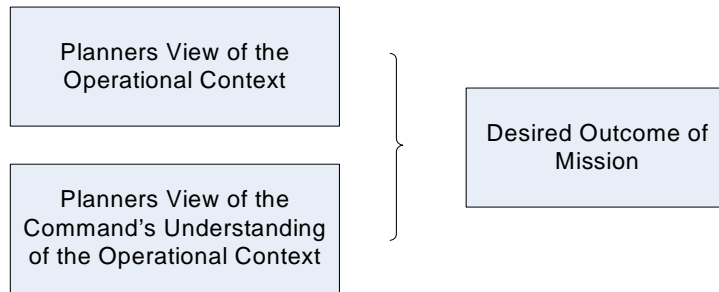 Planners View of the
Operational Context
Planners View of the
Command's Understanding
of the Operational Context
Desired Outcome of
Mission